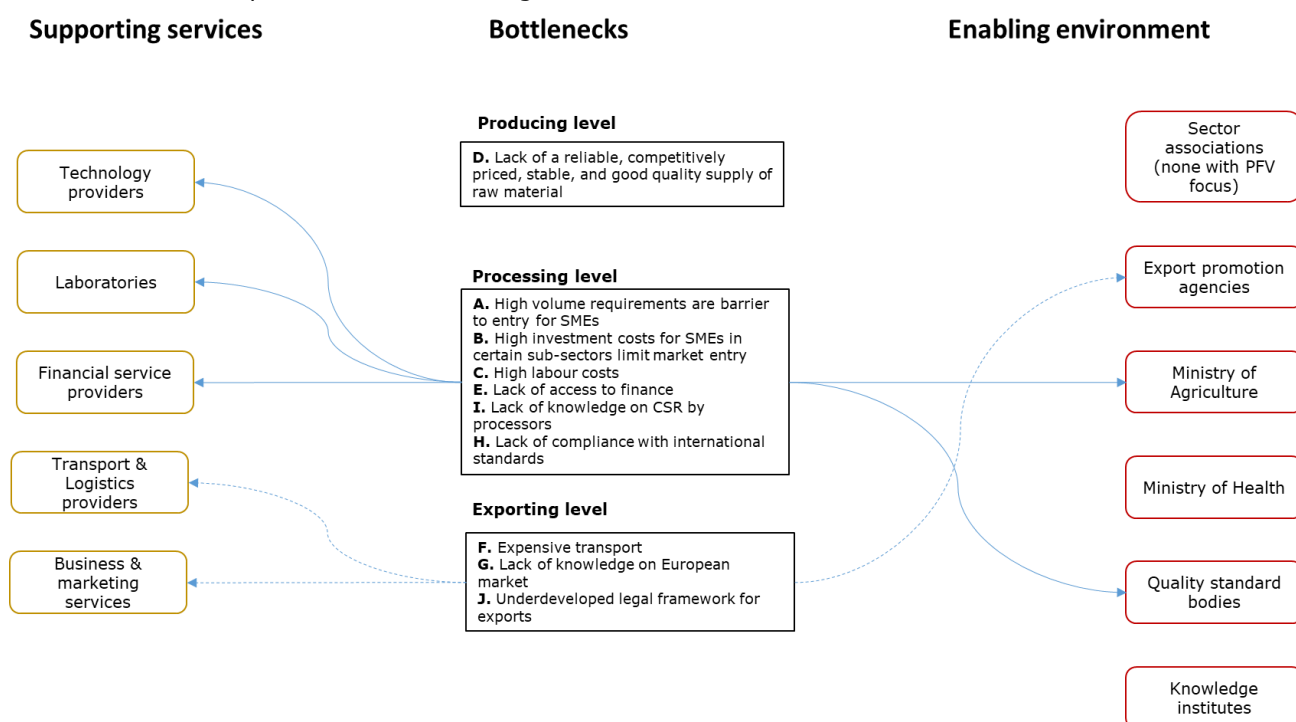 Supporting services
Bottlenecks
Enabling environment
Technology
providers
Laboratories
Financial service
providers
Transport &
Logistics
providers
Business &
marketing
services
Producing level
D. Lack of a reliable, competitively
priced, stable, and good quality supply of
raw material
Processing level
A. High volume requirements are barrier
to entry for SMEs
B. High investment costs for SMEs in
certain sub-sectors limit market entry
C. High labour costs
E. Lack of access to finance
I. Lack of knowledge on CSR by
processors
H. Lack of compliance with international
standards
Exporting level
F. Expensive transport
G. Lack of knowledge on European
market
J. Underdeveloped legal framework for
exports
Sector
associations
(none with PFV
focus)
Export promotion
agencies
Ministry of
Agriculture
Ministry of Health
Quality standard
bodies
Knowledge
institutes